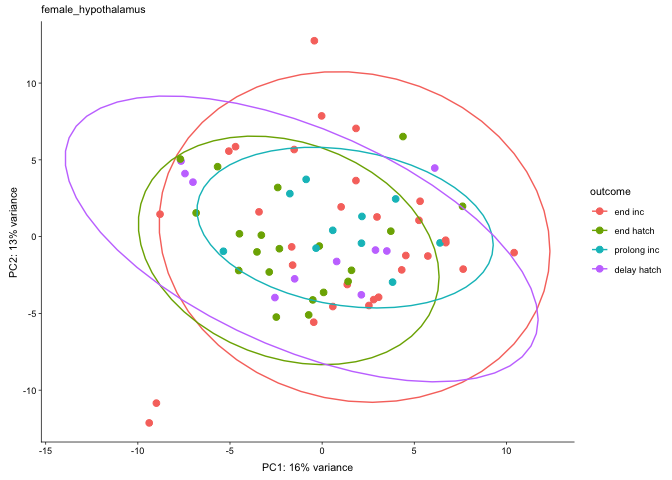 female_hypothalamus
PC2: 13% variance
10
5
0
-5
-10
-15
-10
-5
0
5
10
PC1: 16% variance
outcome
end inc
end hatch
prolong inc
delay hatch